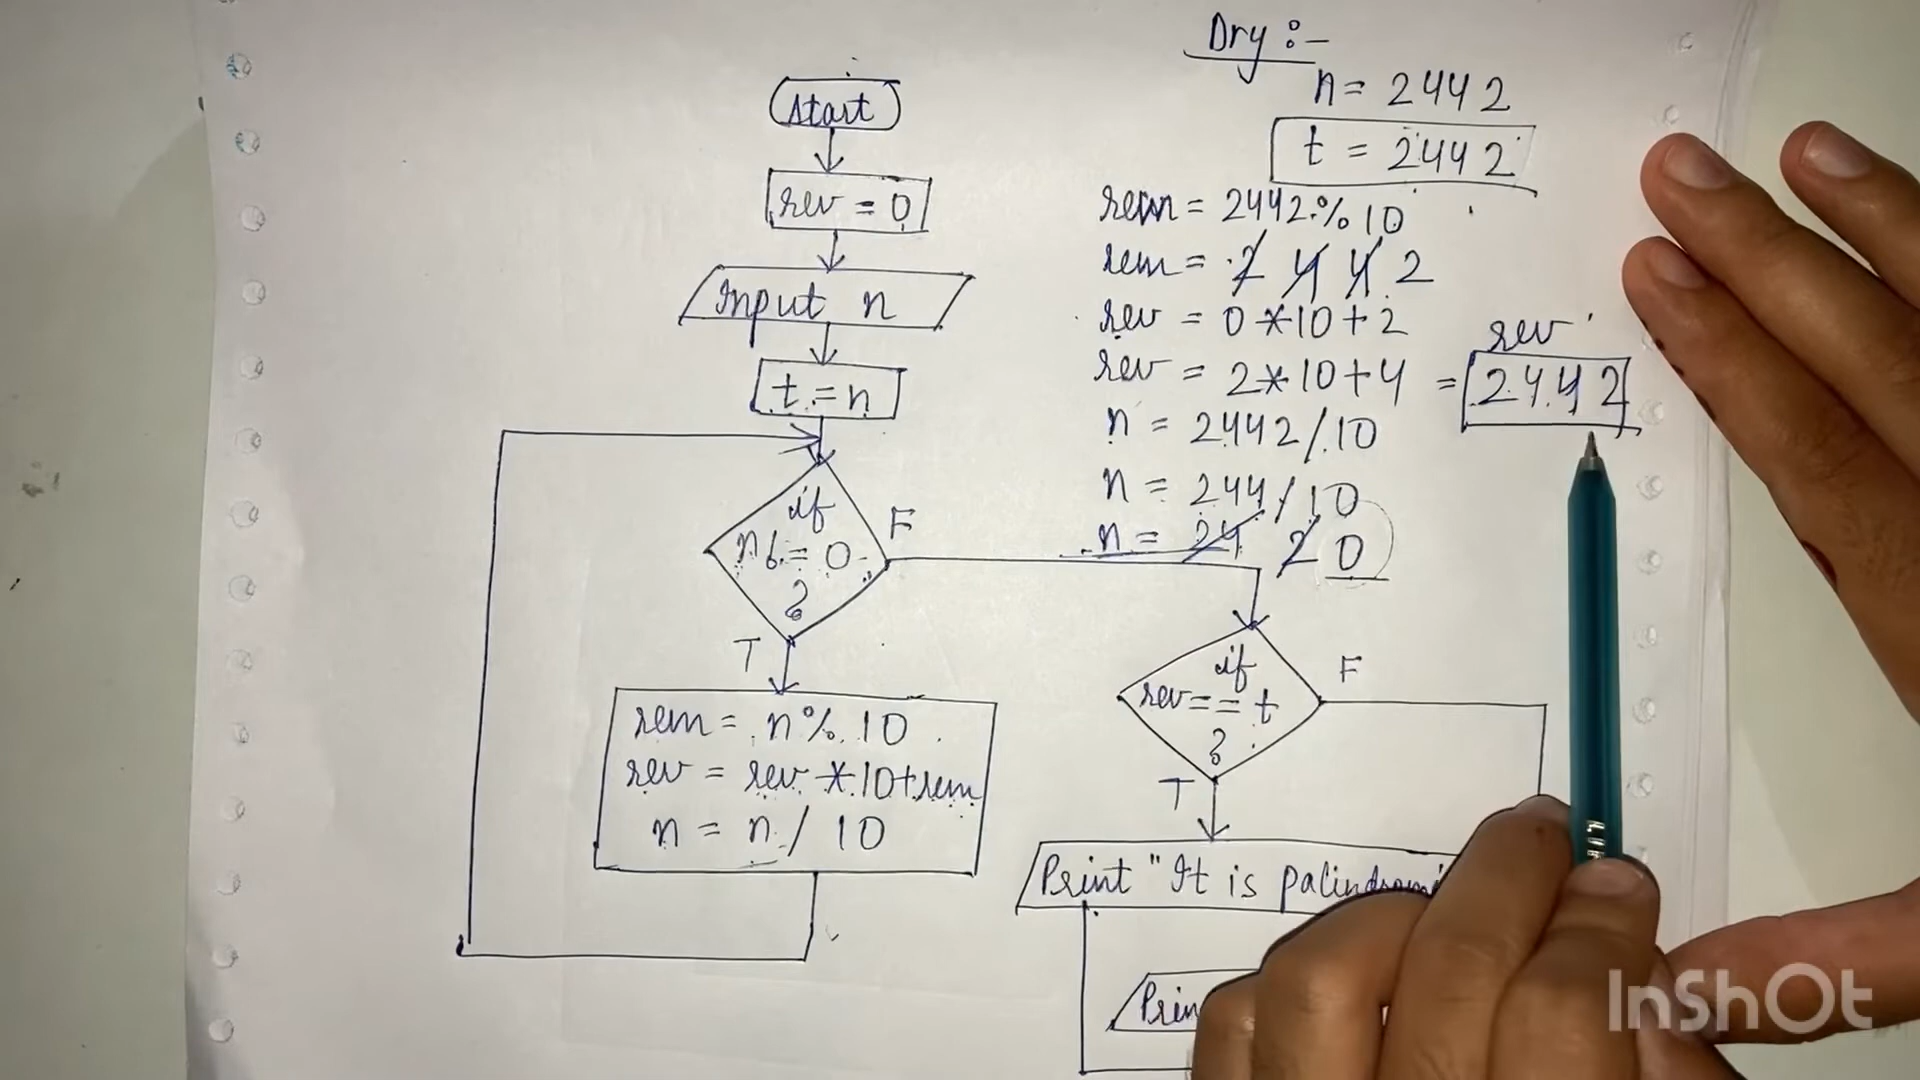 Start
rev = 0
Input n
t = n
if
n != 0
?
F
T
rem = n % 10
rev = rev * 10 + rem
n = n / 10
Dry :-
n = 2442
t = 2442
rem = 2442 % 10
rem = 2 4 4 2
rev = 0 * 10 + 2
rev = 2 * 10 + 4 =
rev
2442
n = 2442 / 10
n = 244 / 10
n = 24 2 0
if
rev == t
?
F
T
Print "It is palindrome
InShOt